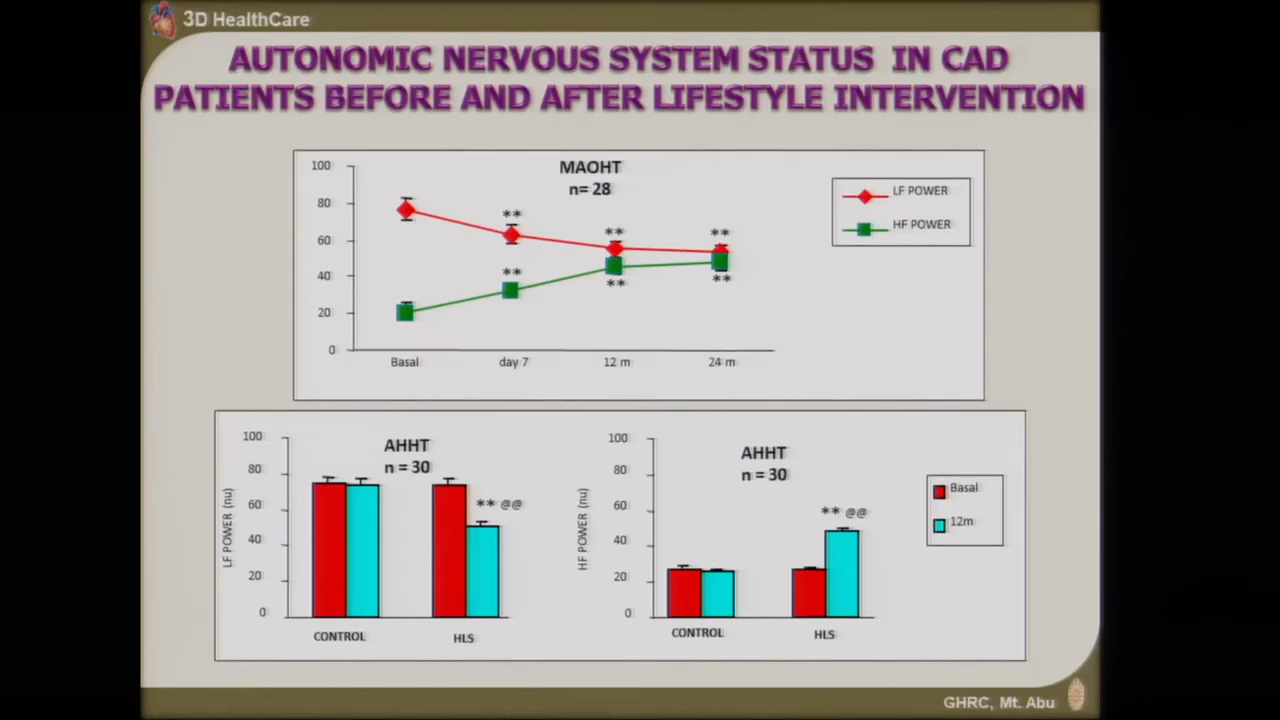 3D HealthCare
AUTONOMIC NERVOUS SYSTEM STATUS IN CAD
PATIENTS BEFORE AND AFTER LIFESTYLE INTERVENTION
MAOHT
n= 28
100
80
60
40
20
0
**
**
**
**
**
**
Basal
day 7
12 m
24 m
LF POWER
HF POWER
AHHT
n = 30
LF POWER (nu)
100
80
60
40
20
0
** @@
CONTROL
HLS
AHHT
n = 30
HF POWER (nu)
100
80
60
40
20
0
** @@
CONTROL
HLS
Basal
12m
GHRC, Mt. Abu